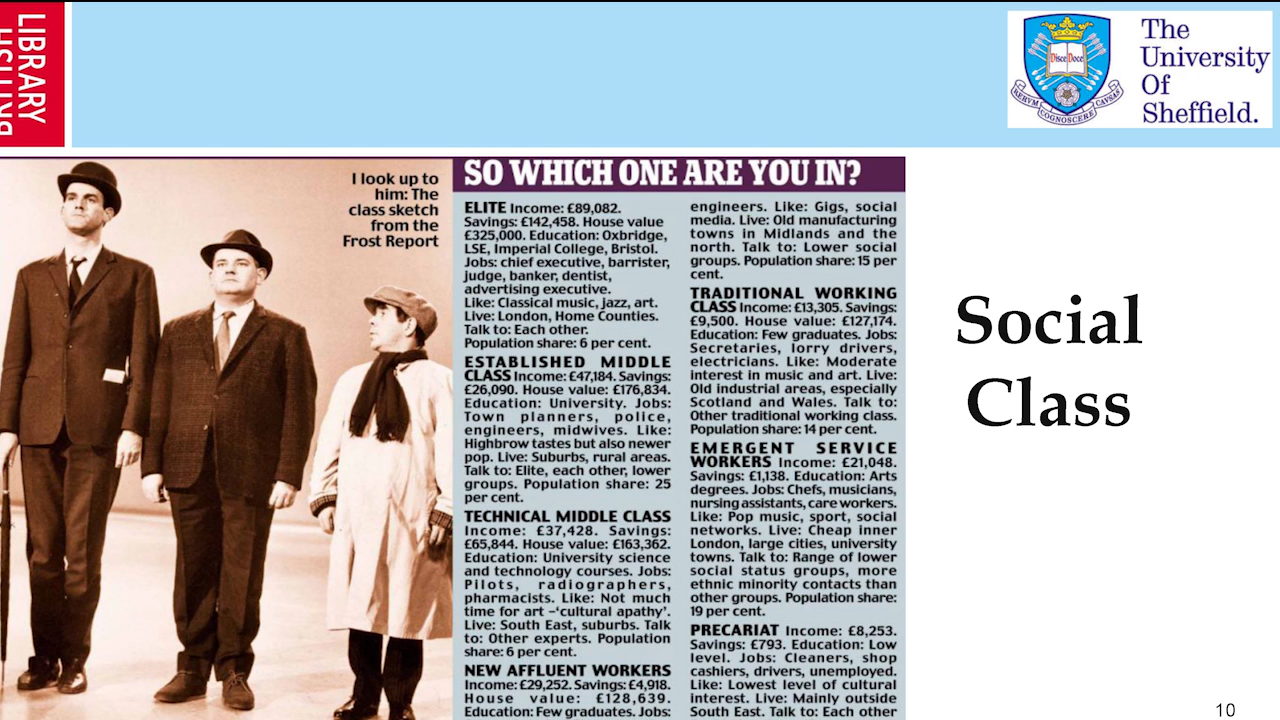 LIBRARY
BRITISH
Disce Doce
RERVM COGNOSCERE CAVSAS
The
University
Of
Sheffield.
I look up to
him: The
class sketch
from the
Frost Report
SO WHICH ONE ARE YOU IN?
ELITE Income: £89,082.
Savings: £142,458. House value
£325,000. Education: Oxbridge,
LSE, Imperial College, Bristol.
Jobs: chief executive, barrister,
judge, banker, dentist,
advertising executive.
Like: Classical music, jazz, art.
Live: London, Home Counties.
Talk to: Each other.
Population share: 6 per cent.
ESTABLISHED MIDDLE
CLASS Income: £47,184. Savings:
£26,090. House value: £176,834.
Education: University. Jobs:
Town planners, police,
engineers, midwives. Like:
Highbrow tastes but also newer
pop. Live: Suburbs, rural areas.
Talk to: Elite, each other, lower
groups. Population share: 25
per cent.
TECHNICAL MIDDLE CLASS
Income: £37,428. Savings:
£65,844. House value: £163,362.
Education: University science
and technology courses. Jobs:
Pilots, radiographers,
pharmacists. Like: Not much
time for art –‘cultural apathy’.
Live: South East, suburbs. Talk
to: Other experts. Population
share: 6 per cent.
NEW AFFLUENT WORKERS
Income: £29,252. Savings: £4,918.
House value: £128,639.
Education: Few graduates. Jobs:
engineers. Like: Gigs, social
media. Live: Old manufacturing
towns in Midlands and the
north. Talk to: Lower social
groups. Population share: 15 per
cent.
TRADITIONAL WORKING
CLASS Income: £13,305. Savings:
£9,500. House value: £127,174.
Education: Few graduates. Jobs:
Secretaries, lorry drivers,
electricians. Like: Moderate
interest in music and art. Live:
Old industrial areas, especially
Scotland and Wales. Talk to:
Other traditional working class.
Population share: 14 per cent.
EMERGENT SERVICE
WORKERS Income: £21,048.
Savings: £1,138. Education: Arts
degrees. Jobs: Chefs, musicians,
nursing assistants, care workers.
Like: Pop music, sport, social
networks. Live: Cheap inner
London, large cities, university
towns. Talk to: Range of lower
social status groups, more
ethnic minority contacts than
other groups. Population share:
19 per cent.
PRECARIAT Income: £8,253.
Savings: £793. Education: Low
level. Jobs: Cleaners, shop
cashiers, drivers, unemployed.
Like: Lowest level of cultural
interest. Live: Mainly outside
South East. Talk to: Each other
Social
Class
10